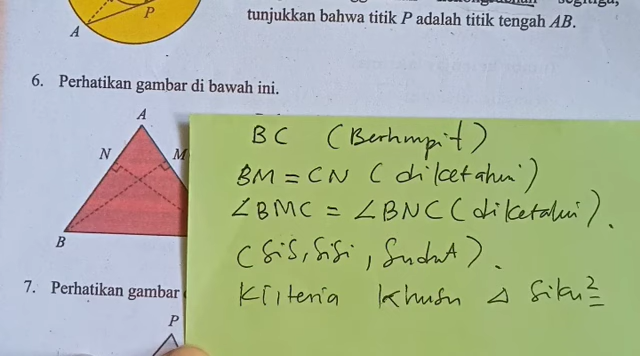 P
A
tunjukkan bahwa titik P adalah titik tengah AB.
6. Perhatikan gambar di bawah ini.
A
N
M
B
BC (Berhimpit)
BM = CN (diketahui)
∠BMC = ∠BNC (diketahui).
(Sisi, Sisi, Sudut).
Kriteria Khusus △ Siku²
7. Perhatikan gambar
P